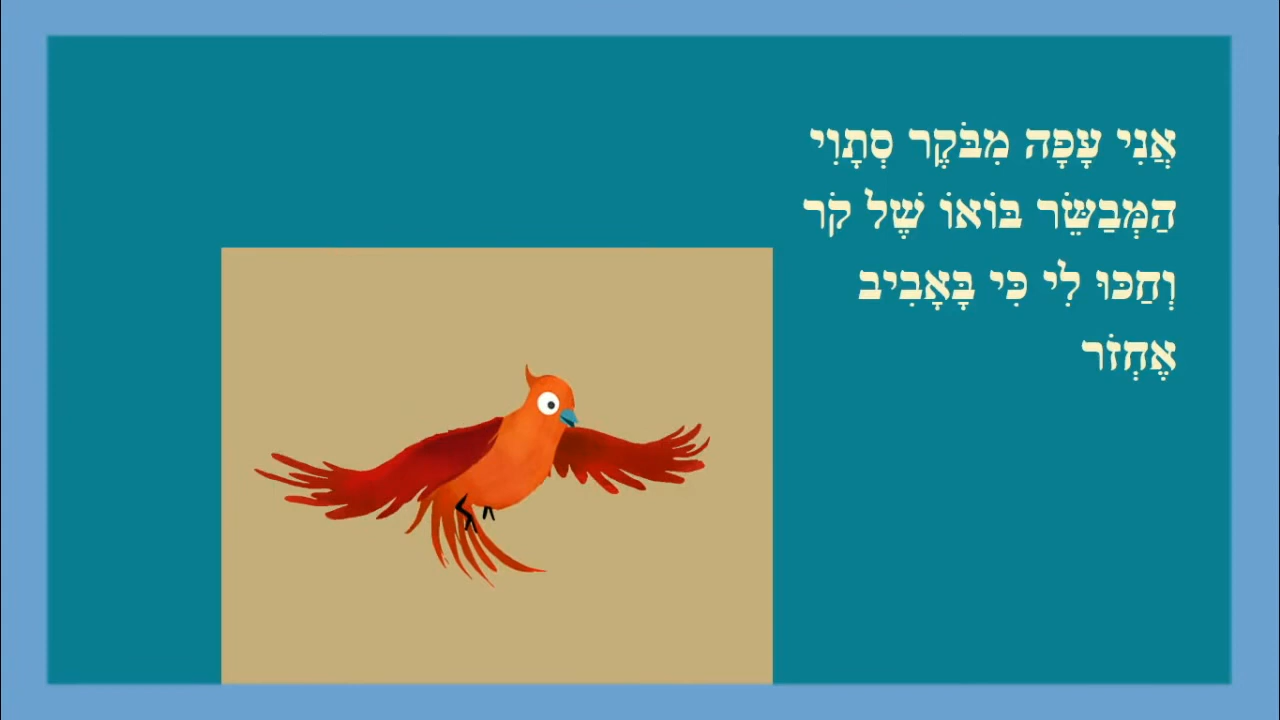 אֲנִי עָפָה מִבֹּקֶר סְתָוִי
הַמְּבַשֵּׂר בּוֹאוֹ שֶׁל קֹר
וְחַכּוּ לִי כִּי בָּאָבִיב
אֶחְזֹר